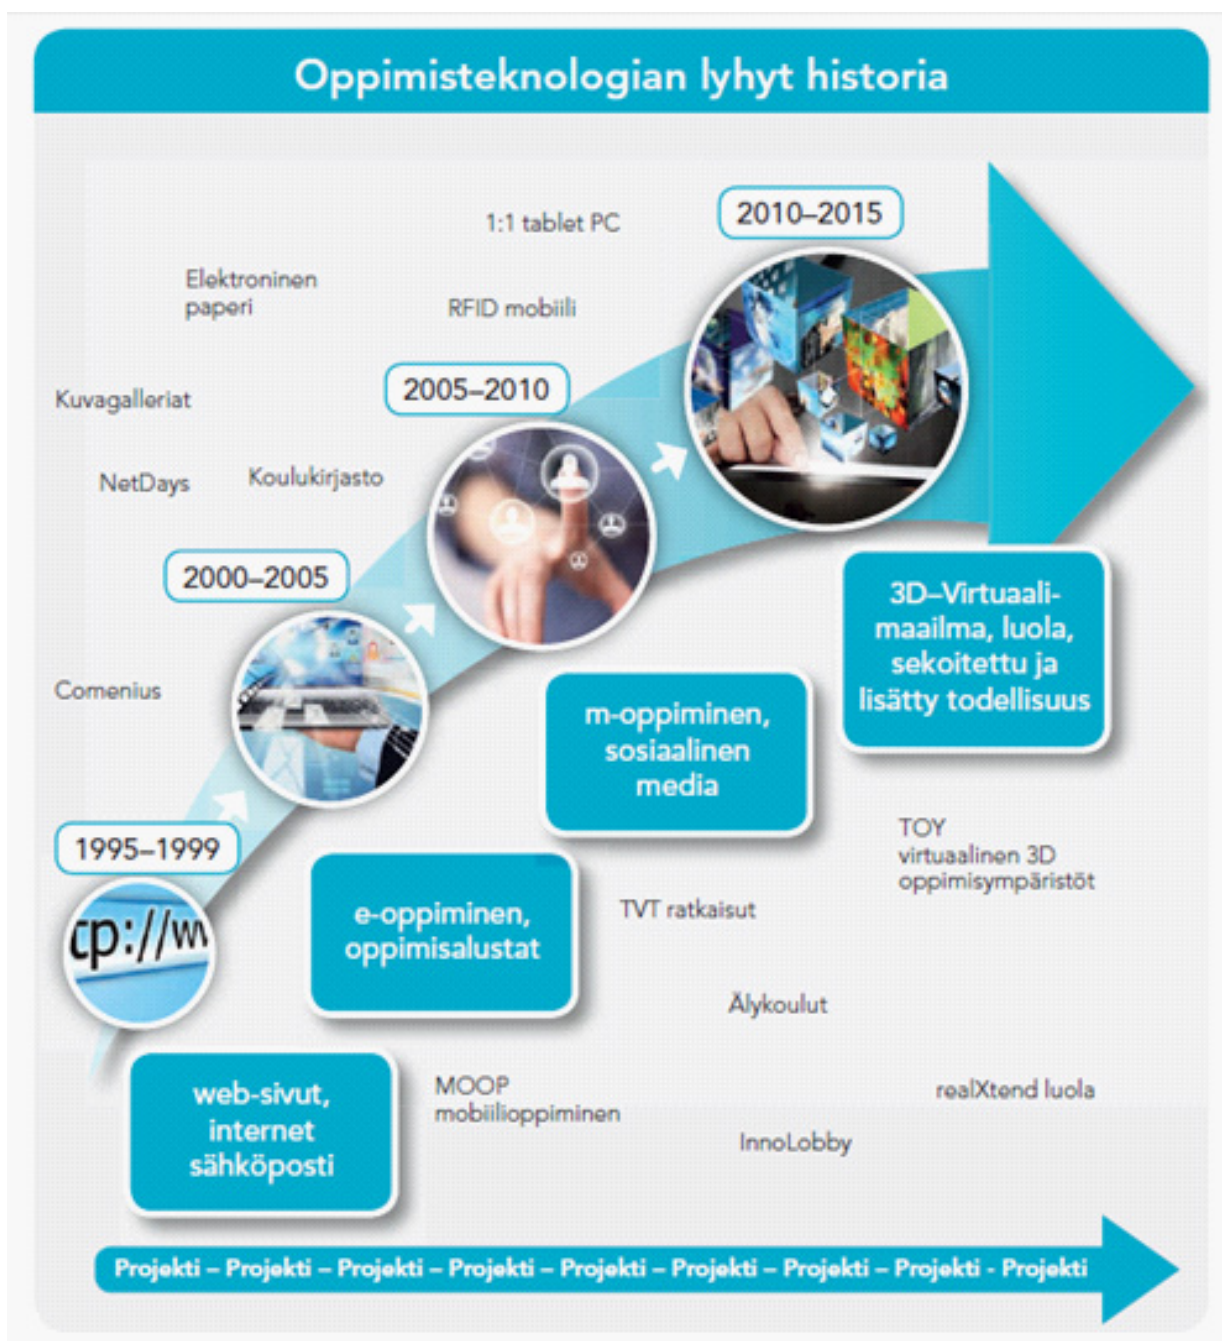 Oppimisteknologian lyhyt historia
1:1 tablet PC
2010–2015
Elektroninen
paperi
RFID mobiili
2005–2010
Kuvagalleriat
NetDays
Koulukirjasto
2000–2005
3D–Virtuaali-
maailma, luola,
sekoitettu ja
lisätty todellisuus
Comenius
m-oppiminen,
sosiaalinen
media
1995–1999
TOY
virtuaalinen 3D
oppimisympäristöt
cp://w
e-oppiminen,
oppimisalustat
TVT ratkaisut
Älykoulut
web-sivut,
internet
sähköposti
MOOP
mobiilioppiminen
realXtend luola
InnoLobby
Projekti – Projekti – Projekti – Projekti – Projekti – Projekti – Projekti – Projekti - Projekti